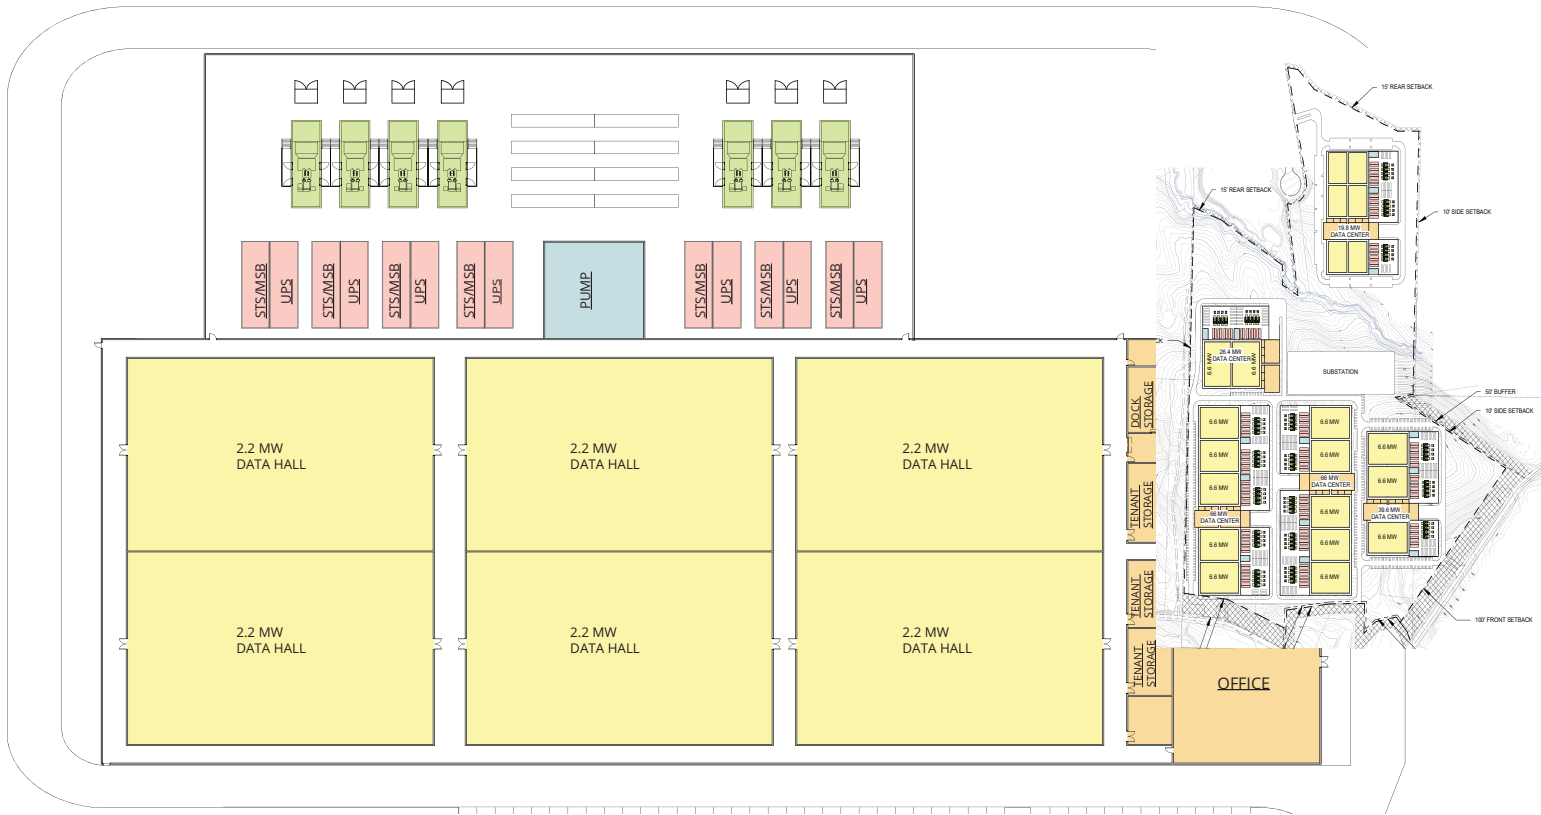 STS/MSB
UPS
STS/MSB
UPS
STS/MSB
UPS
STS/MSB
UPS
PUMP
STS/MSB
UPS
STS/MSB
UPS
STS/MSB
UPS
2.2 MW
DATA HALL
2.2 MW
DATA HALL
2.2 MW
DATA HALL
2.2 MW
DATA HALL
2.2 MW
DATA HALL
2.2 MW
DATA HALL
DOCK
STORAGE
TENANT
STORAGE
TENANT
STORAGE
TENANT
STORAGE
OFFICE
15' REAR SETBACK
15' REAR SETBACK
10' SIDE SETBACK
19.8 MW
DATA CENTER
26.4 MW
DATA CENTER
6.6 MW
6.6 MW
SUBSTATION
50' BUFFER
10' SIDE SETBACK
6.6 MW
6.6 MW
6.6 MW
66 MW
DATA CENTER
6.6 MW
6.6 MW
6.6 MW
6.6 MW
66 MW
DATA CENTER
6.6 MW
6.6 MW
6.6 MW
6.6 MW
6.6 MW
39.6 MW
DATA CENTER
6.6 MW
100' FRONT SETBACK